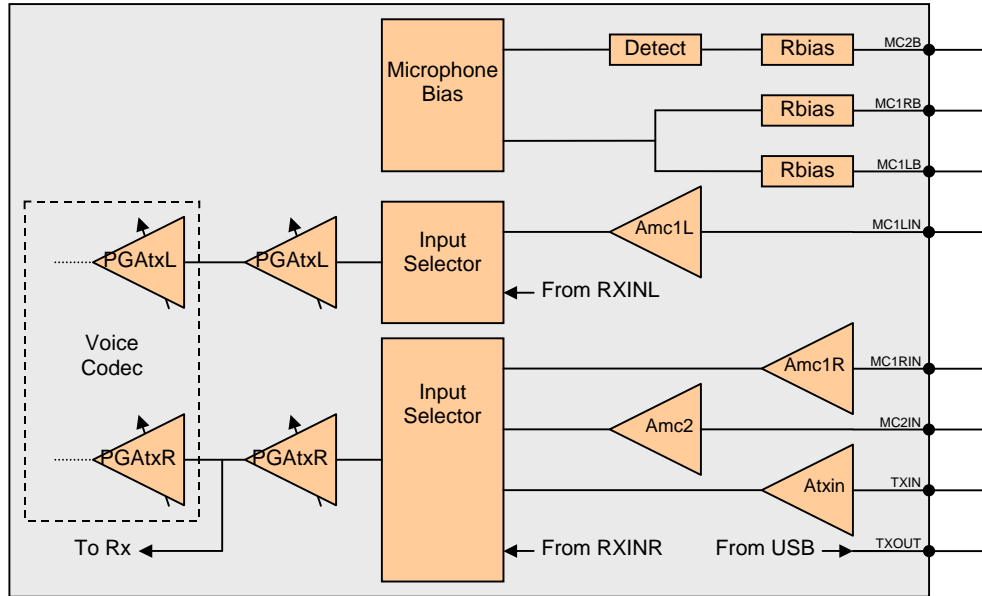 MC2B
Detect
Rbias
Microphone
Bias
MC1RB
Rbias
MC1LB
Rbias
MC1LIN
Amc1L
Input
Selector
PGAtxL
PGAtxL
From RXINL
Voice
Codec
MC1RIN
Amc1R
Input
Selector
MC2IN
Amc2
PGAtxR
PGAtxR
TXIN
Atxin
To Rx
From RXINR
From USB
TXOUT